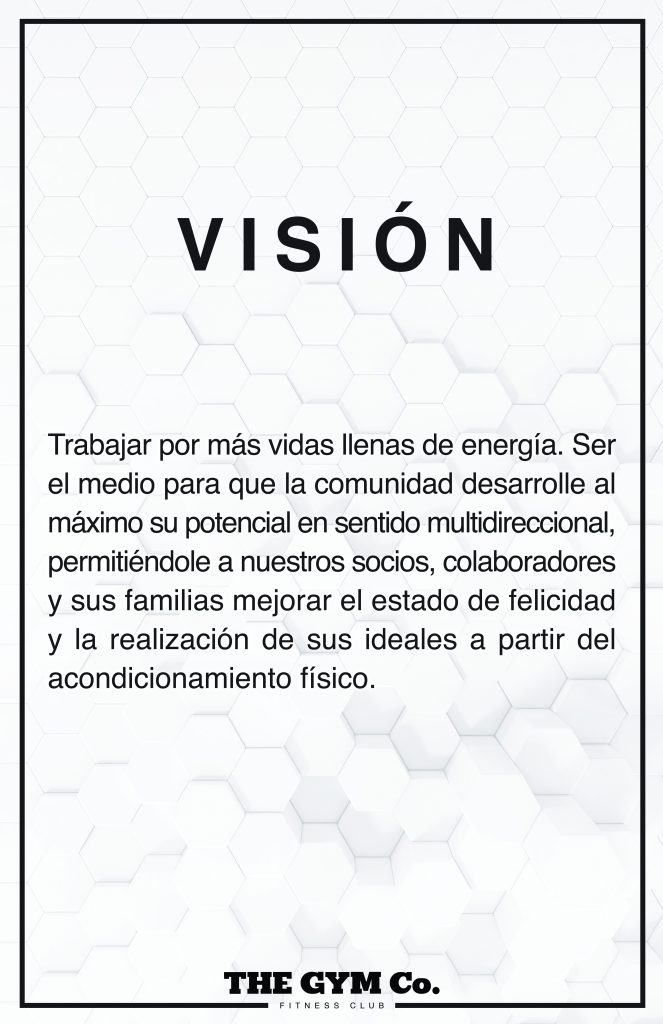 VISIÓN
Trabajar por más vidas llenas de energía. Ser
el medio para que la comunidad desarrolle al
máximo su potencial en sentido multidireccional,
permitiéndole a nuestros socios, colaboradores
y sus familias mejorar el estado de felicidad
y la realización de sus ideales a partir del
acondicionamiento físico.
THE GYM Co.
FITNESS CLUB